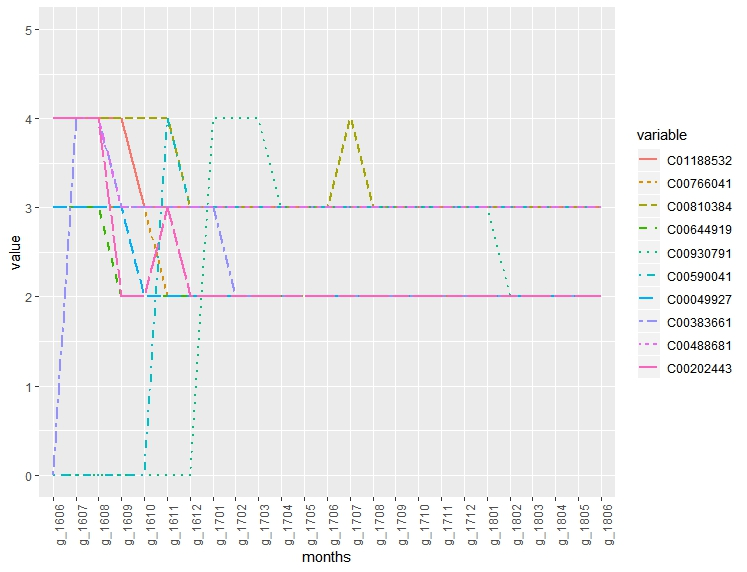 5
4
3
2
1
0
value
g_1606
g_1607
g_1608
g_1609
g_1610
g_1611
g_1612
g_1701
g_1702
g_1703
g_1704
g_1705
g_1706
g_1707
g_1708
g_1709
g_1710
g_1711
g_1712
g_1801
g_1802
g_1803
g_1804
g_1805
g_1806
months
variable
C01188532
C00766041
C00810384
C00644919
C00930791
C00590041
C00049927
C00383661
C00488681
C00202443